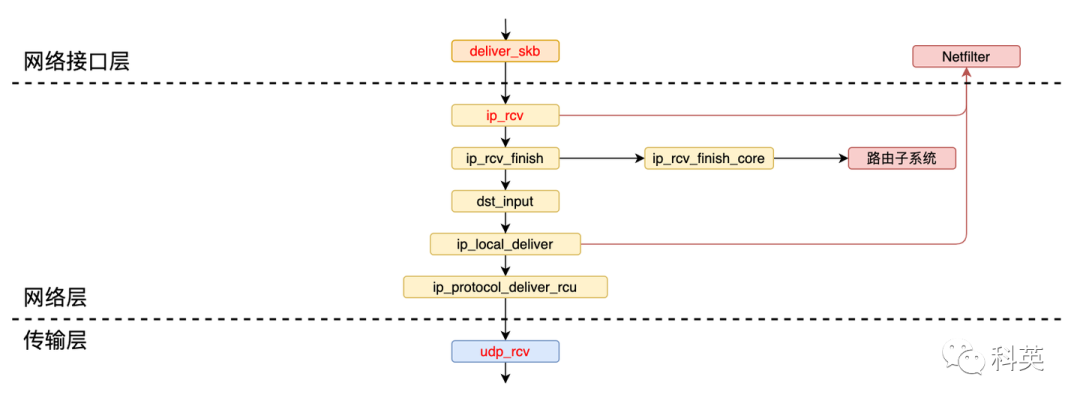 deliver_skb
网络接口层
Netfilter
ip_rcv
ip_rcv_finish
ip_rcv_finish_core
路由子系统
dst_input
ip_local_deliver
ip_protocol_deliver_rcu
网络层
传输层
udp_rcv
科英